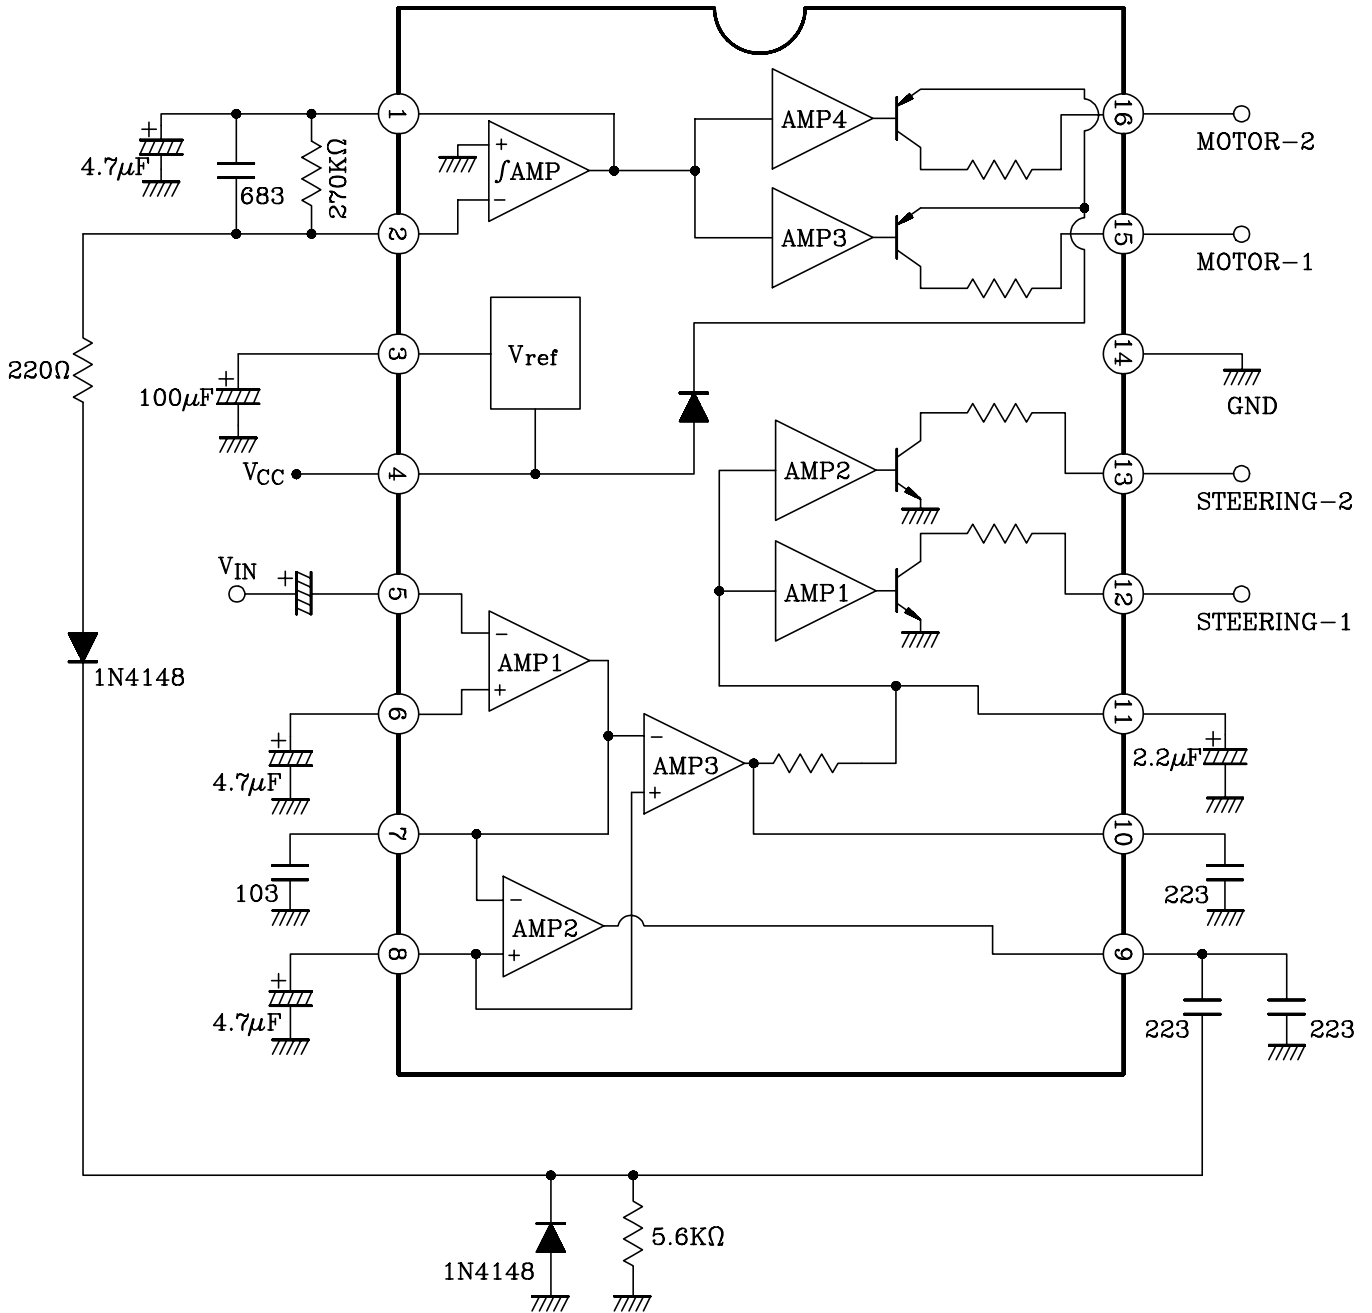 1
16
AMP4
MOTOR-2
+
4.7µF
683
270KΩ
+
∫AMP
-
2
15
AMP3
MOTOR-1
220Ω
3
Vref
14
+
100µF
GND
VCC
4
AMP2
13
STEERING-2
VIN
+
5
AMP1
12
STEERING-1
-
AMP1
+
1N4148
6
11
+
4.7µF
-
AMP3
+
+
2.2µF
7
10
103
223
-
AMP2
+
8
9
+
4.7µF
223
223
5.6KΩ
1N4148